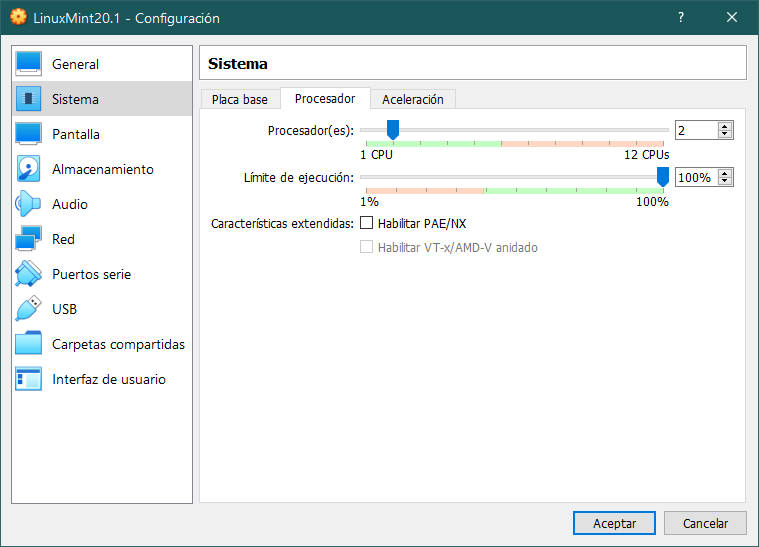 LinuxMint20.1 - Configuración
?
General
Sistema
Pantalla
Almacenamiento
Audio
Red
Puertos serie
USB
Carpetas compartidas
Interfaz de usuario
Sistema
Placa base
Procesador
Aceleración
Procesador(es):
2
1 CPU
12 CPUs
Límite de ejecución:
100%
1%
100%
Características extendidas:
Habilitar PAE/NX
Habilitar VT-x/AMD-V anidado
Aceptar
Cancelar